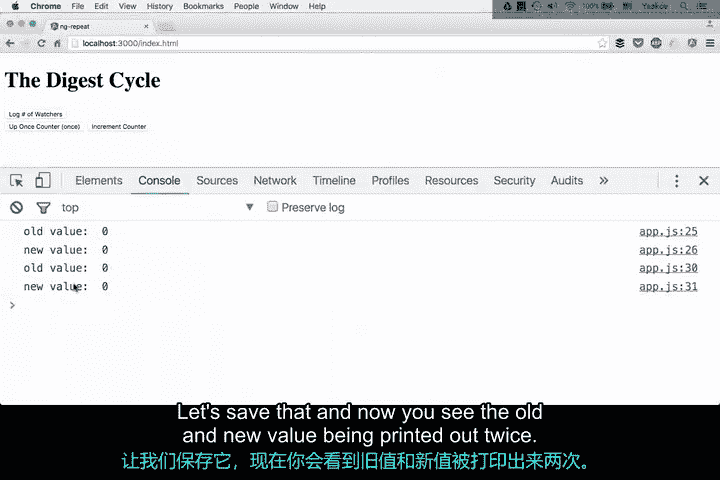 Chrome File Edit View History Bookmarks People Window Help
100% Yaakov
ng-repeat
localhost:3000/index.html
The Digest Cycle
Log # of Watchers
Up Once Counter (once) Increment Counter
Elements Console Sources Network Timeline Profiles Resources Security Audits
top Preserve log
old value: 0 app.js:25
new value: 0 app.js:26
old value: 0 app.js:30
new value: 0 app.js:31
Let's save that and now you see the old
and new value being printed out twice.
让我们保存它，现在你会看到旧值和新值被打印出来两次。